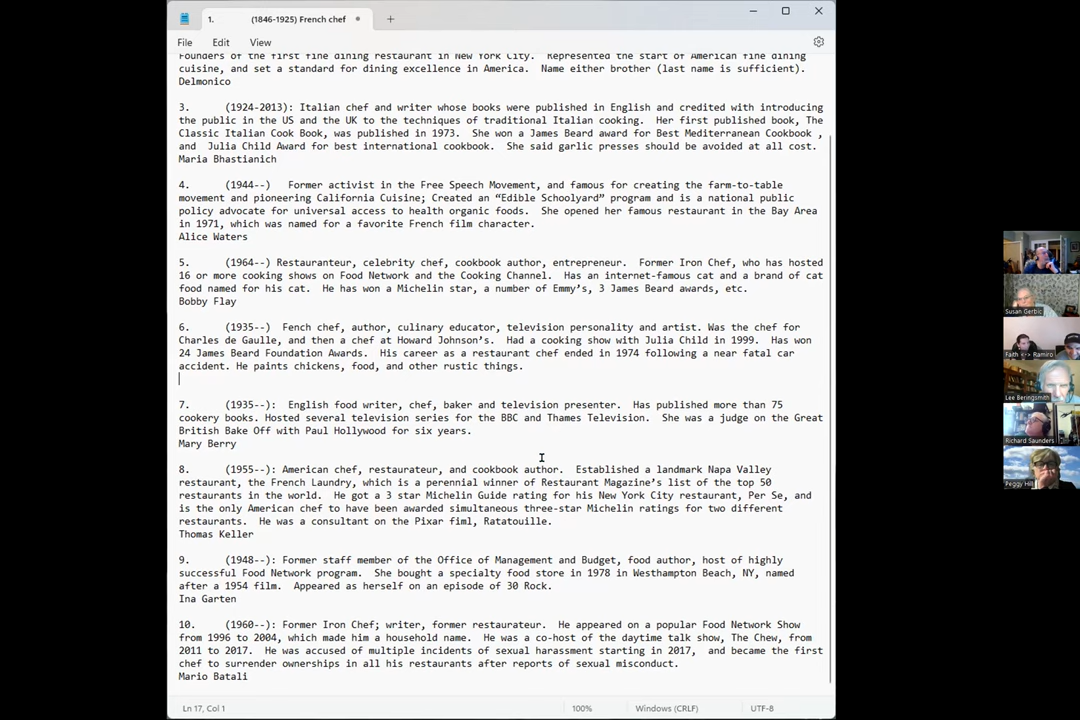 1. (1846-1925) French chef
File Edit View
Founders of the first fine dining restaurant in New York City. Represented the start of American fine dining
cuisine, and set a standard for dining excellence in America. Name either brother (last name is sufficient).
Delmonico
3. (1924-2013): Italian chef and writer whose books were published in English and credited with introducing
the public in the US and the UK to the techniques of traditional Italian cooking. Her first published book, The
Classic Italian Cook Book, was published in 1973. She won a James Beard award for Best Mediterranean Cookbook ,
and Julia Child Award for best international cookbook. She said garlic presses should be avoided at all cost.
Maria Bhastianich
4. (1944--) Former activist in the Free Speech Movement, and famous for creating the farm-to-table
movement and pioneering California Cuisine; Created an “Edible Schoolyard” program and is a national public
policy advocate for universal access to health organic foods. She opened her famous restaurant in the Bay Area
in 1971, which was named for a favorite French film character.
Alice Waters
5. (1964--) Restauranteur, celebrity chef, cookbook author, entrepreneur. Former Iron Chef, who has hosted
16 or more cooking shows on Food Network and the Cooking Channel. Has an internet-famous cat and a brand of cat
food named for his cat. He has won a Michelin star, a number of Emmy’s, 3 James Beard awards, etc.
Bobby Flay
6. (1935--) Fench chef, author, culinary educator, television personality and artist. Was the chef for
Charles de Gaulle, and then a chef at Howard Johnson’s. Had a cooking show with Julia Child in 1999. Has won
24 James Beard Foundation Awards. His career as a restaurant chef ended in 1974 following a near fatal car
accident. He paints chickens, food, and other rustic things.
7. (1935--): English food writer, chef, baker and television presenter. Has published more than 75
cookery books. Hosted several television series for the BBC and Thames Television. She was a judge on the Great
British Bake Off with Paul Hollywood for six years.
Mary Berry
8. (1955--): American chef, restaurateur, and cookbook author. Established a landmark Napa Valley
restaurant, the French Laundry, which is a perennial winner of Restaurant Magazine’s list of the top 50
restaurants in the world. He got a 3 star Michelin Guide rating for his New York City restaurant, Per Se, and
is the only American chef to have been awarded simultaneous three-star Michelin ratings for two different
restaurants. He was a consultant on the Pixar fiml, Ratatouille.
Thomas Keller
9. (1948--): Former staff member of the Office of Management and Budget, food author, host of highly
successful Food Network program. She bought a specialty food store in 1978 in Westhampton Beach, NY, named
after a 1954 film. Appeared as herself on an episode of 30 Rock.
Ina Garten
10. (1960--): Former Iron Chef; writer, former restaurateur. He appeared on a popular Food Network Show
from 1996 to 2004, which made him a household name. He was a co-host of the daytime talk show, The Chew, from
2011 to 2017. He was accused of multiple incidents of sexual harassment starting in 2017, and became the first
chef to surrender ownerships in all his restaurants after reports of sexual misconduct.
Mario Batali
Ln 17, Col 1 100% Windows (CRLF) UTF-8
Susan Gerbic
Faith <-> Ramiro
Lee Beringsmith
Richard Saunders
Peggy Hill